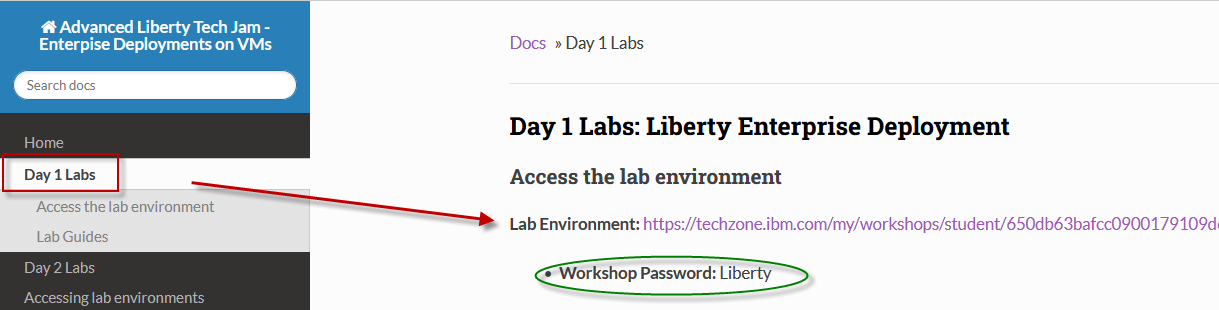 Advanced Liberty Tech Jam -
Enterpise Deployments on VMs
Search docs
Home
Day 1 Labs
Access the lab environment
Lab Guides
Day 2 Labs
Accessing lab environments
Docs » Day 1 Labs
Day 1 Labs: Liberty Enterprise Deployment
Access the lab environment
Lab Environment: https://techzone.ibm.com/my/workshops/student/650db63bafcc0900179109d
• Workshop Password: Liberty